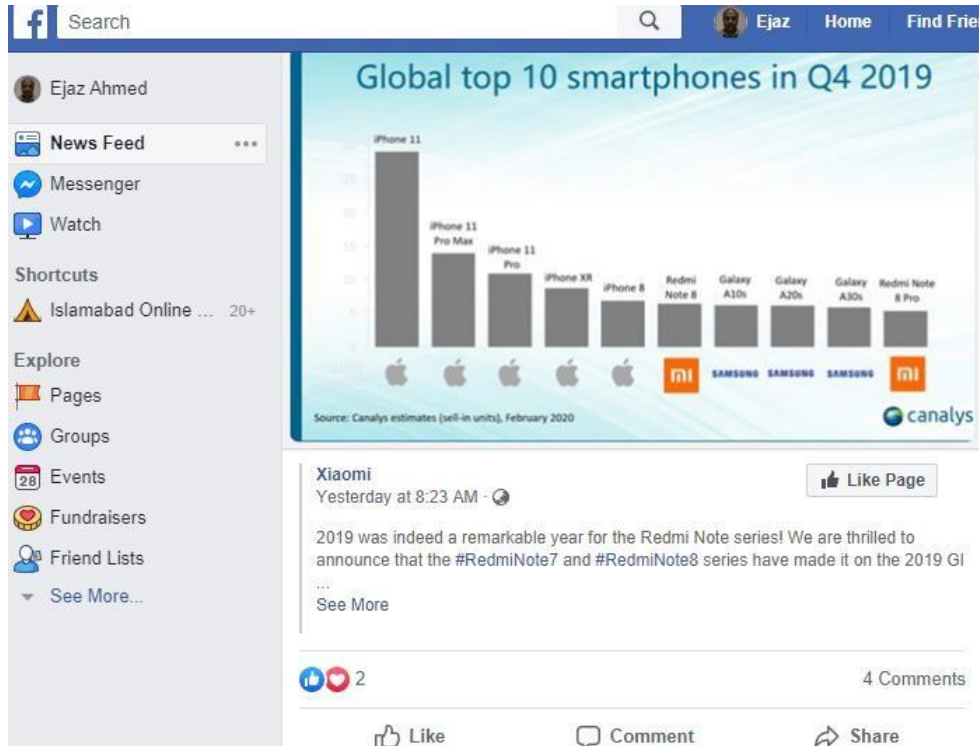 Search
Ejaz
Home
Find Frie
Ejaz Ahmed
News Feed
Messenger
Watch
Shortcuts
Islamabad Online ... 20+
Explore
Pages
Groups
28 Events
Fundraisers
Friend Lists
See More...
Global top 10 smartphones in Q4 2019
iPhone 11
iPhone 11 Pro Max
iPhone 11 Pro
iPhone XR
iPhone 8
Redmi Note 8
Galaxy A10s
Galaxy A20s
Galaxy A30s
Redmi Note 8 Pro
25
20
15
10
5
0
mi
SAMSUNG
SAMSUNG
SAMSUNG
mi
Source: Canalys estimates (sell-in units), February 2020
canalys
Xiaomi
Like Page
Yesterday at 8:23 AM ·
2019 was indeed a remarkable year for the Redmi Note series! We are thrilled to
announce that the #RedmiNote7 and #RedmiNote8 series have made it on the 2019 Gl
...
See More
2
4 Comments
Like
Comment
Share